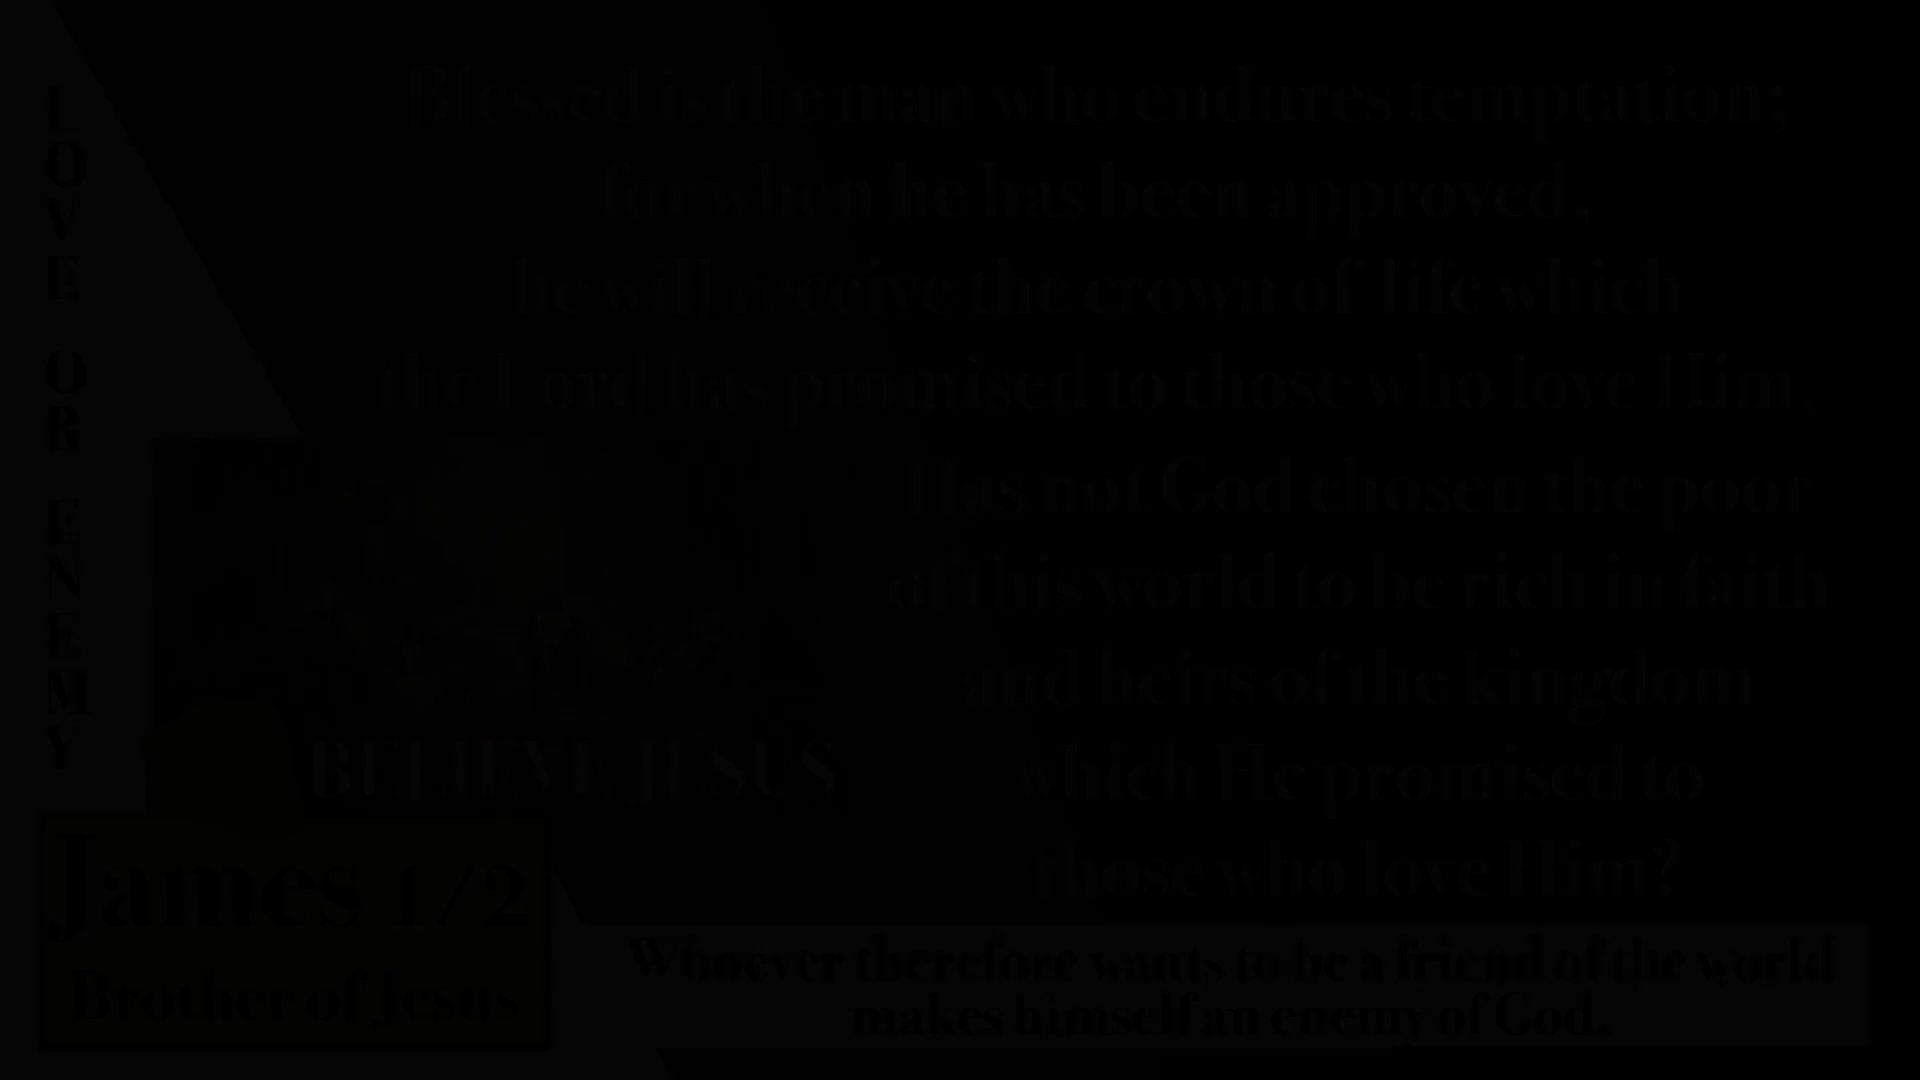 LOVE OR ENEMY
Blessed is the man who endures temptation;
for when he has been approved,
he will receive the crown of life which
the Lord has promised to those who love Him.
Has not God chosen the poor
of this world to be rich in faith
and heirs of the kingdom
which He promised to
those who love Him?
BELIEVE JESUS
James 1/2
Brother of Jesus
Whoever therefore wants to be a friend of the world
makes himself an enemy of God.